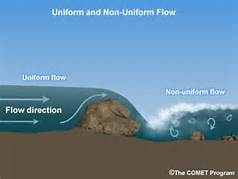 Uniform and Non-Uniform Flow
Uniform flow
Non-uniform flow
Flow direction
©The COMET Program